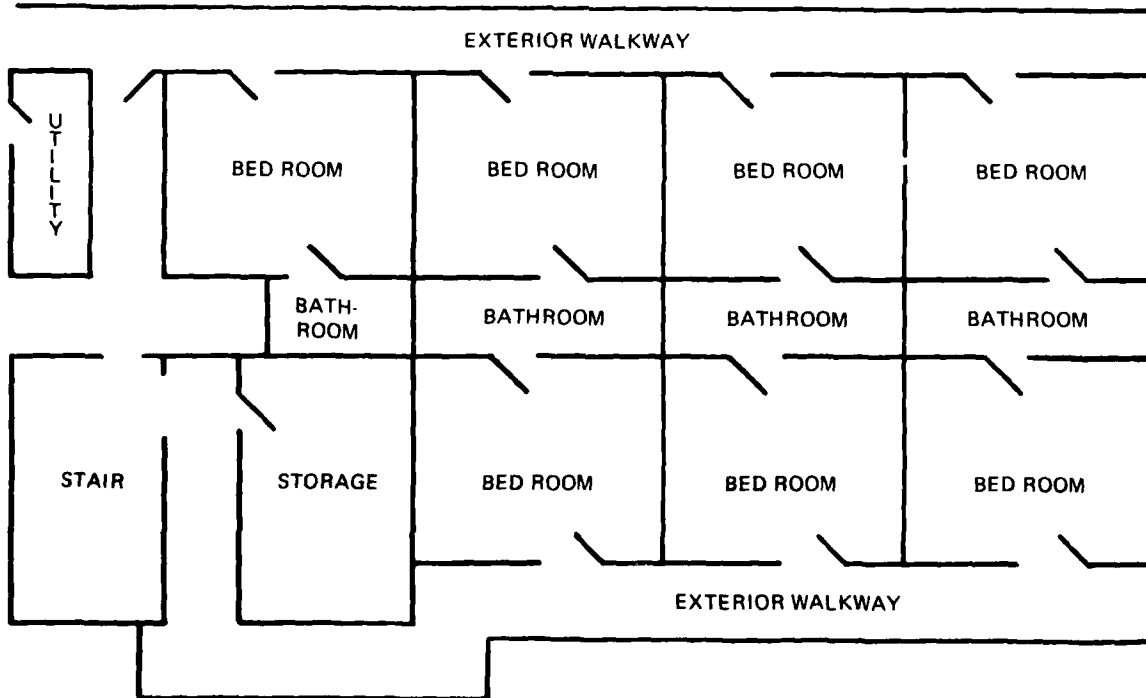 EXTERIOR WALKWAY
UTILITY
BED ROOM
BED ROOM
BED ROOM
BED ROOM
BATH-
ROOM
BATHROOM
BATHROOM
BATHROOM
STAIR
STORAGE
BED ROOM
BED ROOM
BED ROOM
EXTERIOR WALKWAY